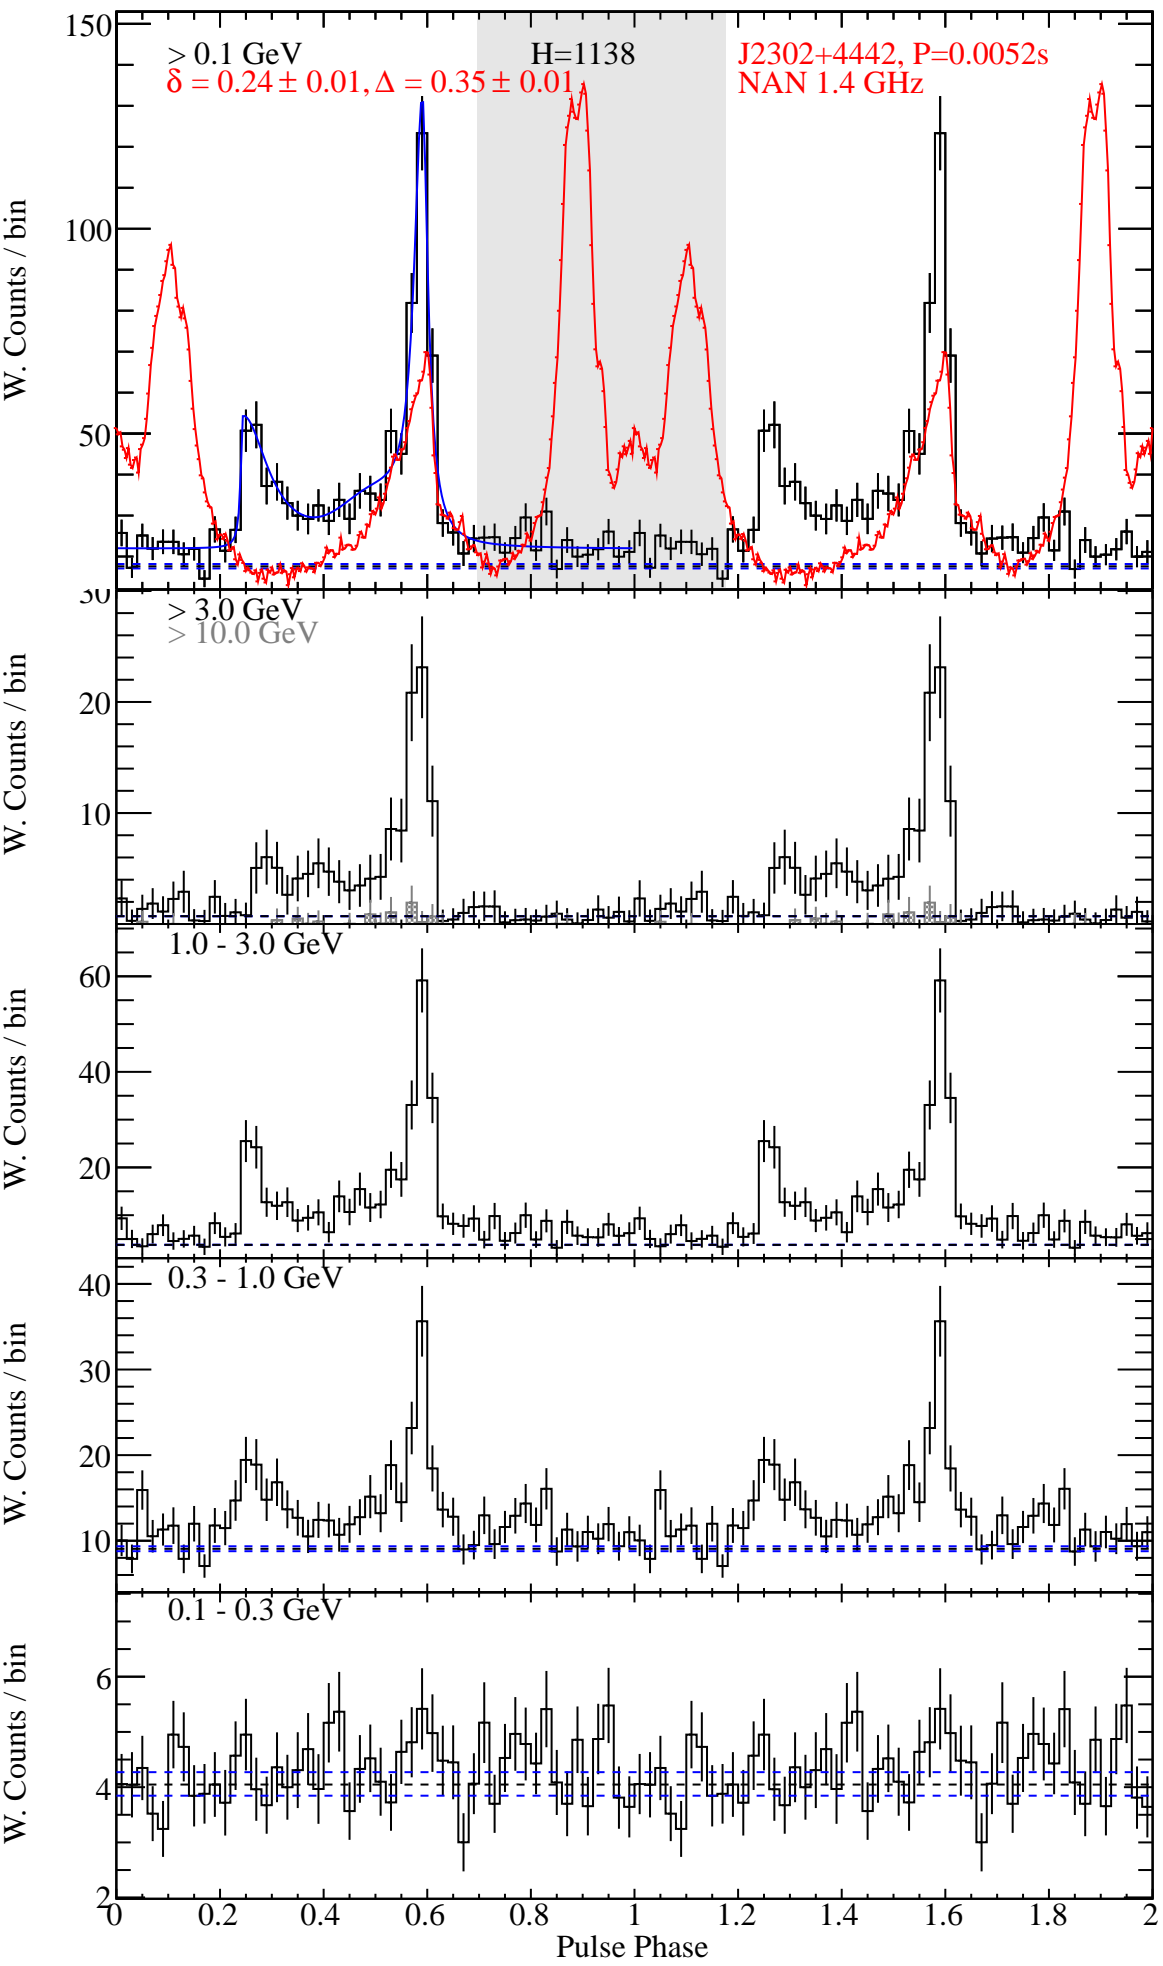 > 0.1 GeV
H=1138
J2302+4442, P=0.0052s
δ = 0.24 ± 0.01, Δ = 0.35 ± 0.01
NAN 1.4 GHz
150
100
50
W. Counts / bin
> 3.0 GeV
> 10.0 GeV
30
20
10
W. Counts / bin
1.0 - 3.0 GeV
60
40
20
W. Counts / bin
0.3 - 1.0 GeV
40
30
20
10
W. Counts / bin
0.1 - 0.3 GeV
6
4
2
W. Counts / bin
0 0.2 0.4 0.6 0.8 1 1.2 1.4 1.6 1.8 2
Pulse Phase